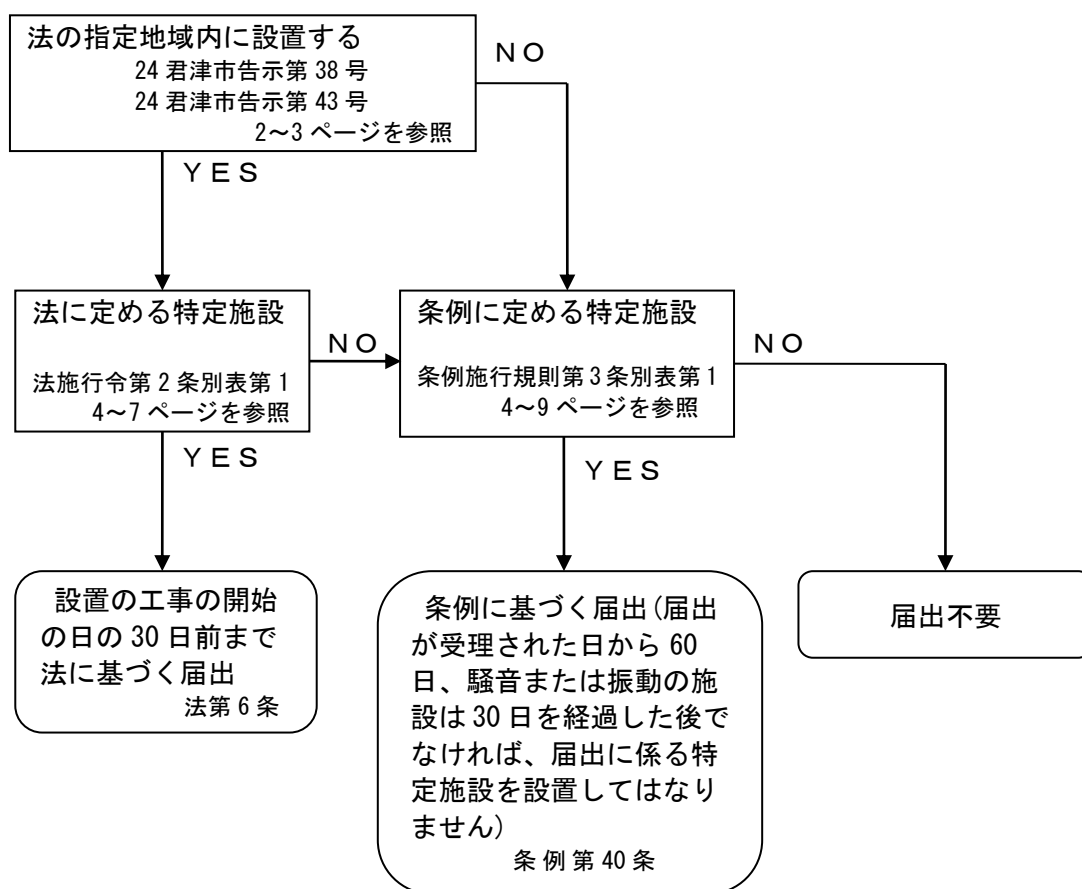 法の指定地域内に設置する
24 君津市告示第 38 号
24 君津市告示第 43 号
2～3 ページを参照
ＮＯ
ＹＥＳ
法に定める特定施設
法施行令第 2 条別表第 1
4～7 ページを参照
ＮＯ
条例に定める特定施設
条例施行規則第 3 条別表第 1
4～9 ページを参照
ＮＯ
ＹＥＳ
ＹＥＳ
設置の工事の開始
の日の 30 日前まで
法に基づく届出
法第 6 条
条例に基づく届出(届出
が受理された日から 60
日、騒音または振動の施
設は 30 日を経過した後で
なければ、届出に係る特
定施設を設置してはなり
ません)
条 例 第 40 条
届出不要